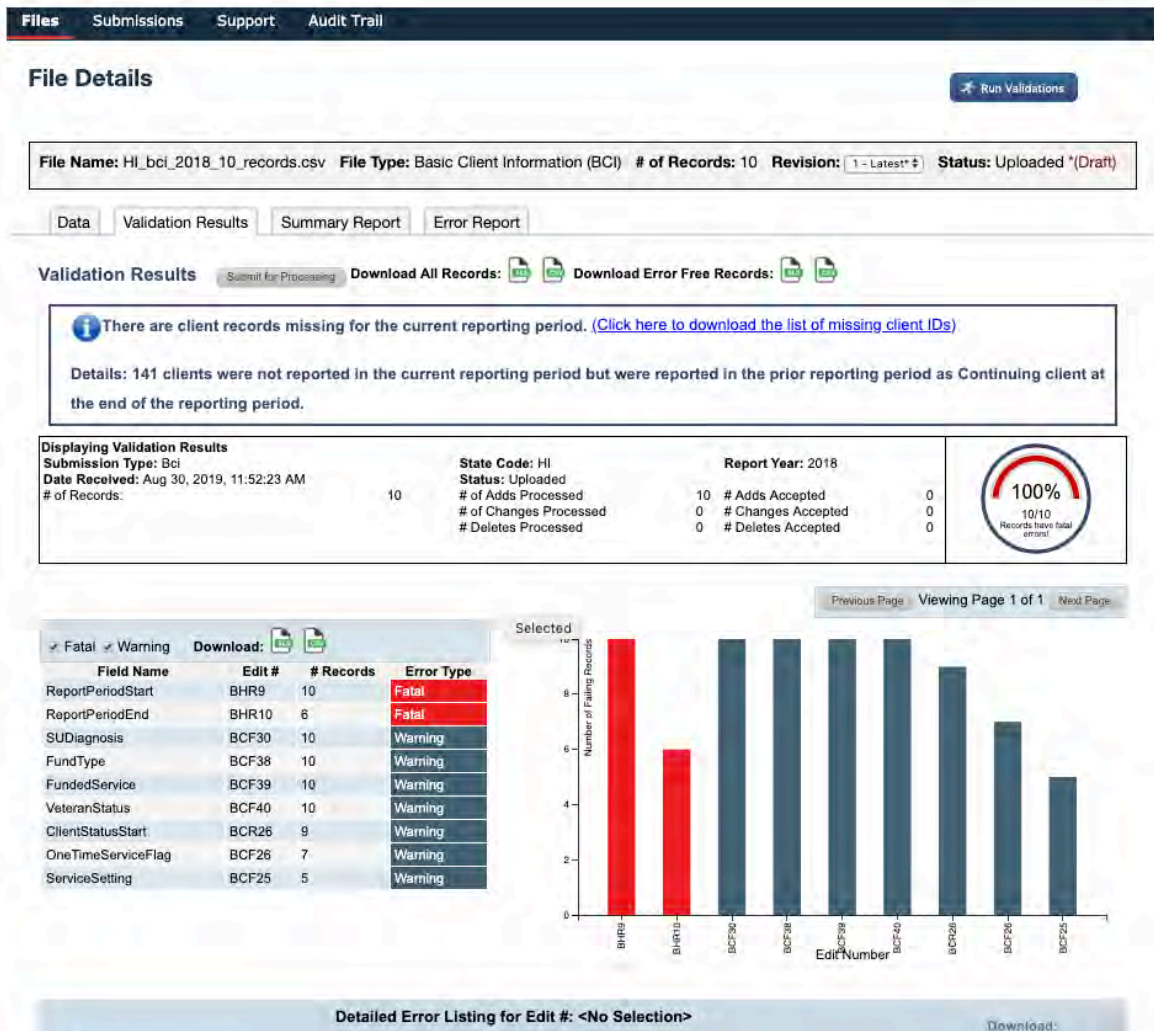 Files Submissions Support Audit Trail
File Details
Run Validations
File Name: HI_bci_2018_10_records.csv File Type: Basic Client Information (BCI) # of Records: 10 Revision: 1 - Latest* Status: Uploaded *(Draft)
Data Validation Results Summary Report Error Report
Validation Results Submit for Processing Download All Records: XLS CSV Download Error Free Records: XLS CSV
There are client records missing for the current reporting period. (Click here to download the list of missing client IDs)
Details: 141 clients were not reported in the current reporting period but were reported in the prior reporting period as Continuing client at
the end of the reporting period.
Displaying Validation Results
Submission Type: Bci State Code: HI Report Year: 2018
Date Received: Aug 30, 2019, 11:52:23 AM Status: Uploaded
# of Records: 10 # of Adds Processed 10 # Adds Accepted 0
# of Changes Processed 0 # Changes Accepted 0
# Deletes Processed 0 # Deletes Accepted 0
100%
10/10
Records have fatal
errors!
Previous Page Viewing Page 1 of 1 Next Page
Fatal Warning Download: XLS CSV
Field Name Edit # # Records Error Type
ReportPeriodStart BHR9 10 Fatal
ReportPeriodEnd BHR10 6 Fatal
SUDiagnosis BCF30 10 Warning
FundType BCF38 10 Warning
FundedService BCF39 10 Warning
VeteranStatus BCF40 10 Warning
ClientStatusStart BCR26 9 Warning
OneTimeServiceFlag BCF26 7 Warning
ServiceSetting BCF25 5 Warning
Selected
10
8
6
4
2
0
Number of Failing Records
BHR9 BHR10 BCF30 BCF38 BCF39 BCF40 BCR26 BCF26 BCF25
Edit Number
Detailed Error Listing for Edit #: <No Selection>
Download: